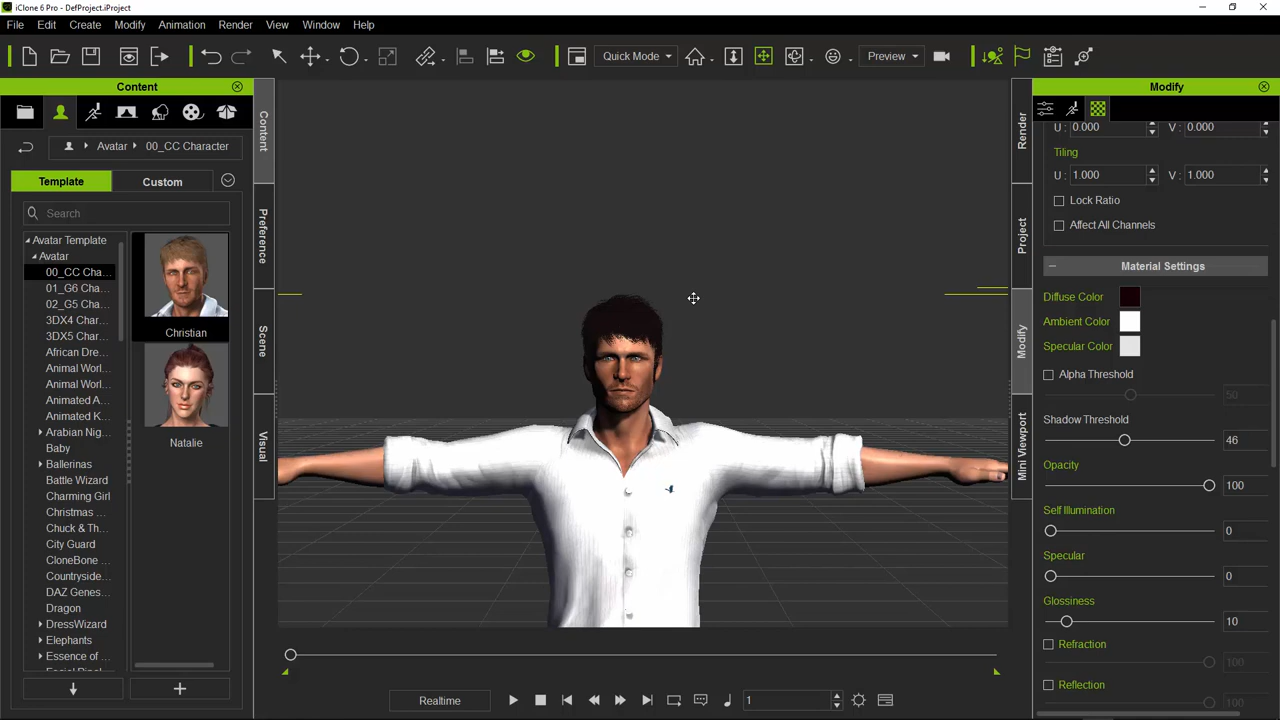 iClone 6 Pro - DefProject.iProject
File Edit Create Modify Animation Render View Window Help
Quick Mode
Preview
Content
Avatar 00_CC Character
Template Custom
Search
Avatar Template
Avatar
00_CC Cha...
01_G6 Cha...
02_G5 Cha...
3DX4 Char...
3DX5 Char...
African Dre...
Animal Worl...
Animal Worl...
Animated A...
Animated K...
Arabian Nig...
Baby
Ballerinas
Battle Wizard
Charming Girl
Christmas ...
Chuck & Th...
City Guard
CloneBone ...
Countryside...
DAZ Genes...
Dragon
DressWizard
Elephants
Essence of ...
Christian
Natalie
Content
Preference
Scene
Visual
Realtime
1
Render
Project
Modify
Mini Viewport
Modify
U : 0.000 V : 0.000
Tiling
U : 1.000 V : 1.000
Lock Ratio
Affect All Channels
Material Settings
Diffuse Color
Ambient Color
Specular Color
Alpha Threshold
50
Shadow Threshold
46
Opacity
100
Self Illumination
0
Specular
0
Glossiness
10
Refraction
100
Reflection
100